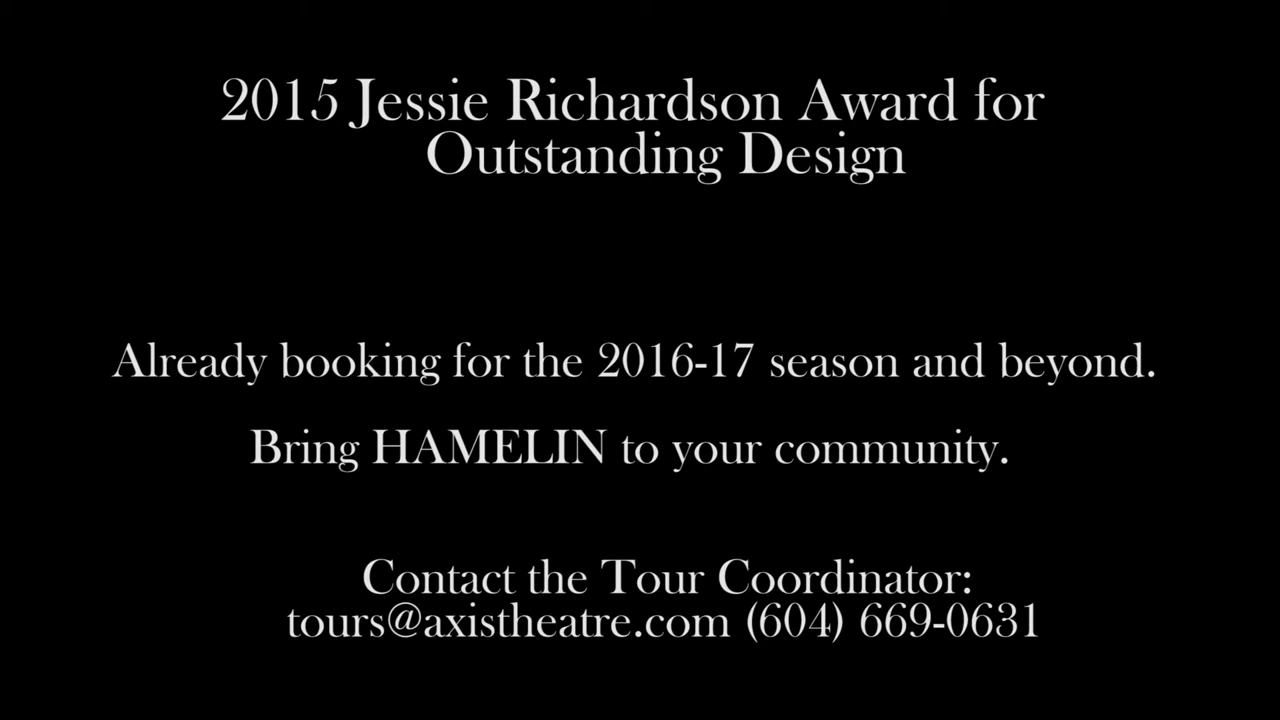 2015 Jessie Richardson Award for
Outstanding Design
Already booking for the 2016-17 season and beyond.
Bring HAMELIN to your community.
Contact the Tour Coordinator:
tours@axistheatre.com (604) 669-0631